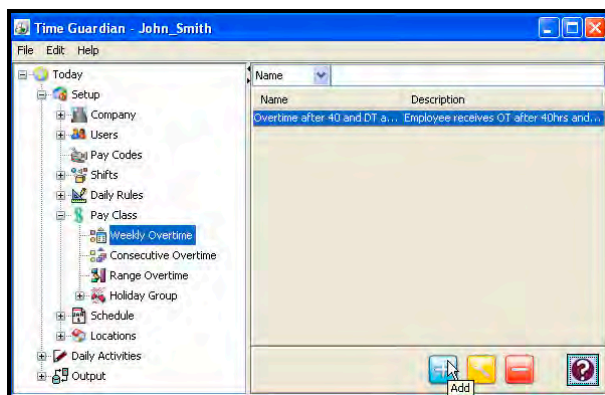 Time Guardian - John_Smith
File Edit Help
Today
Setup
Company
Users
Pay Codes
Shifts
Daily Rules
Pay Class
Weekly Overtime
Consecutive Overtime
Range Overtime
Holiday Group
Schedule
Locations
Daily Activities
Output
Name
Name Description
Overtime after 40 and DT a... Employee receives OT after 40hrs and...
Add